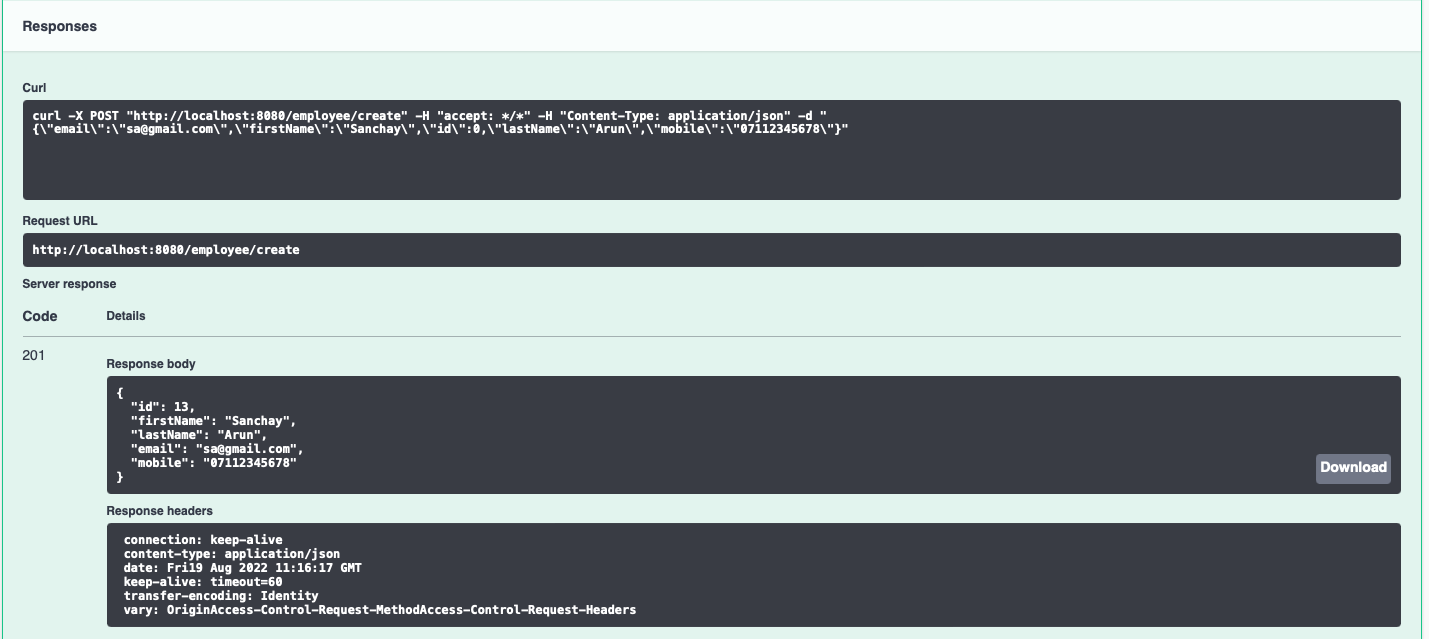 Responses
Curl
curl -X POST "http://localhost:8080/employee/create" -H "accept: */*" -H "Content-Type: application/json" -d "
{\"email\":\"sa@gmail.com\",\"firstName\":\"Sanchay\",\"id\":0,\"lastName\":\"Arun\",\"mobile\":\"07112345678\"}"
Request URL
http://localhost:8080/employee/create
Server response
Code Details
201
Response body
{
  "id": 13,
  "firstName": "Sanchay",
  "lastName": "Arun",
  "email": "sa@gmail.com",
  "mobile": "07112345678"
}
Download
Response headers
connection: keep-alive
content-type: application/json
date: Fri19 Aug 2022 11:16:17 GMT
keep-alive: timeout=60
transfer-encoding: Identity
vary: OriginAccess-Control-Request-MethodAccess-Control-Request-Headers